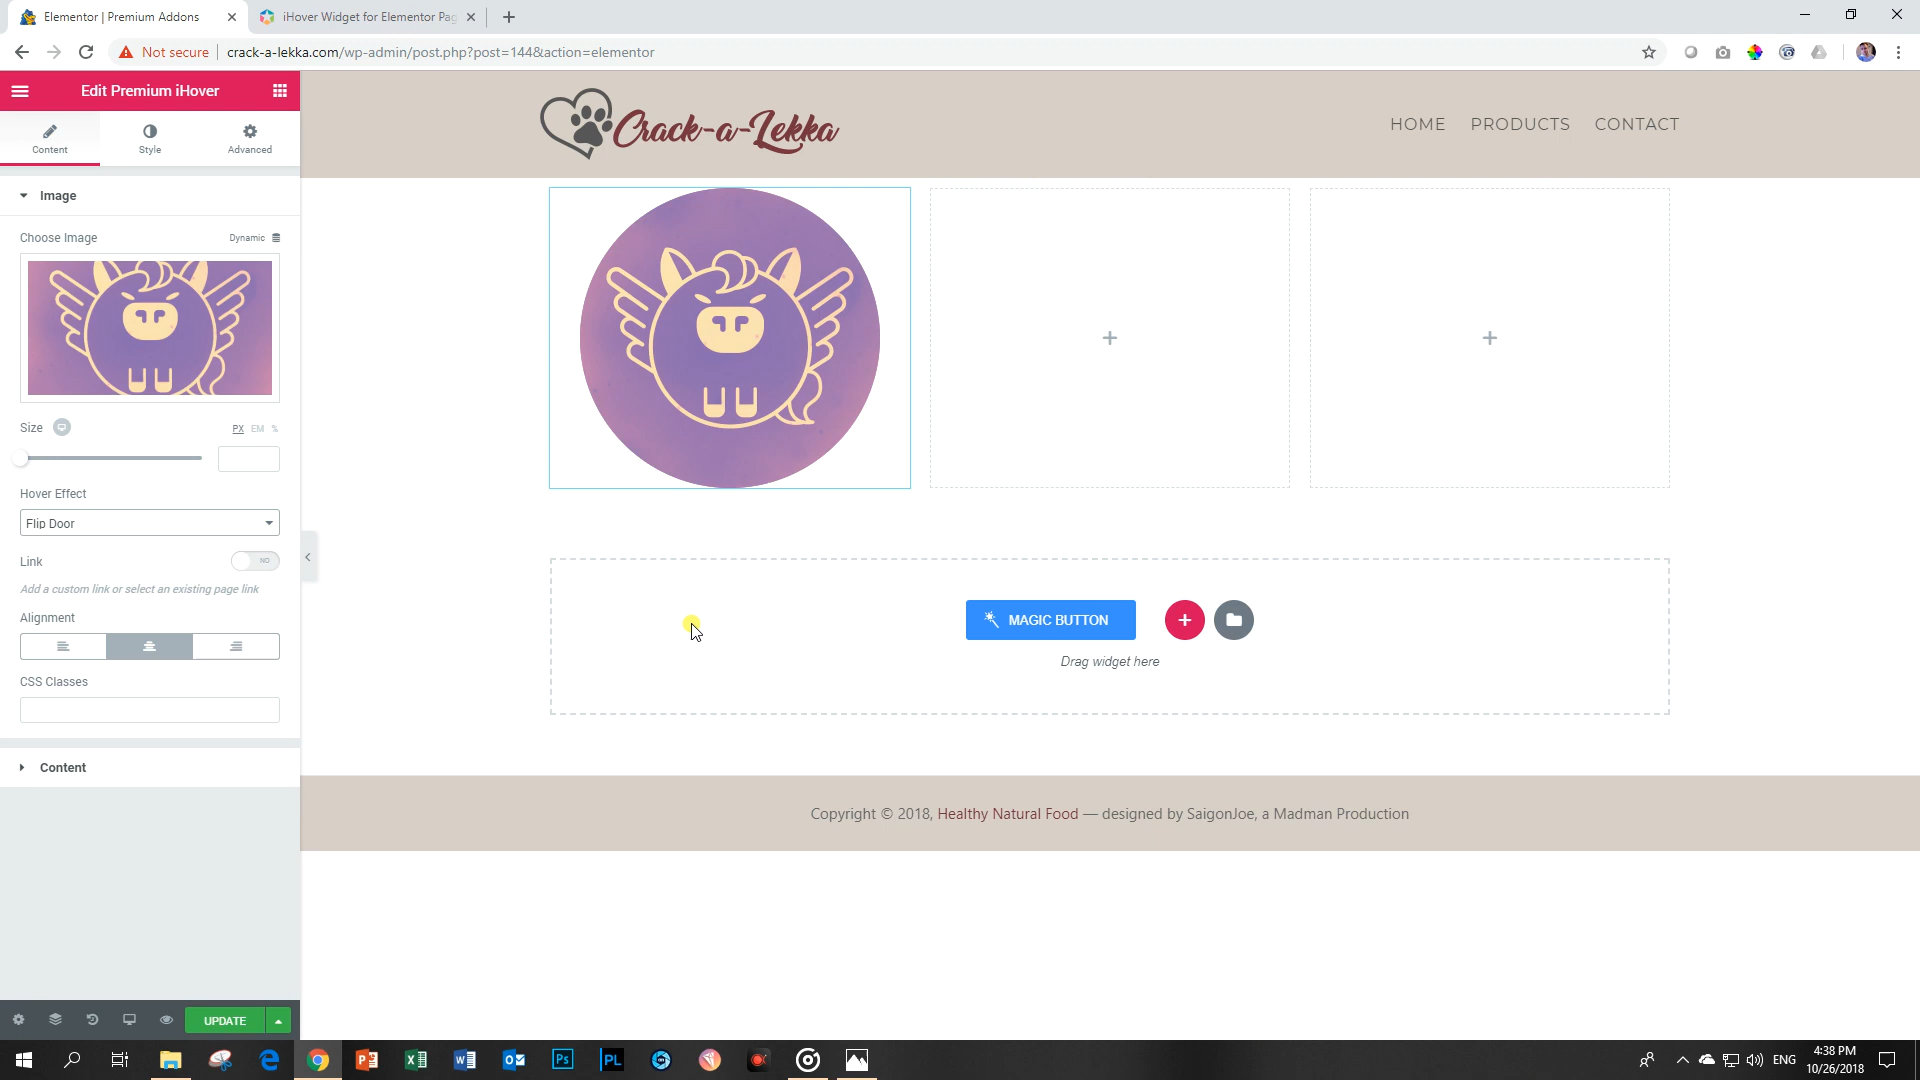 Elementor | Premium Addons
iHover Widget for Elementor Pag
Not secure
crack-a-lekka.com/wp-admin/post.php?post=144&action=elementor
Edit Premium iHover
Content
Style
Advanced
Crack-a-Lekka
HOME
PRODUCTS
CONTACT
Image
Choose Image
Dynamic
Size
PX EM %
Hover Effect
Flip Door
Link
NO
Add a custom link or select an existing page link
Alignment
CSS Classes
Content
MAGIC BUTTON
Drag widget here
Copyright © 2018, Healthy Natural Food — designed by SaigonJoe, a Madman Production
UPDATE
Ps
PL
ENG
4:38 PM
10/26/2018